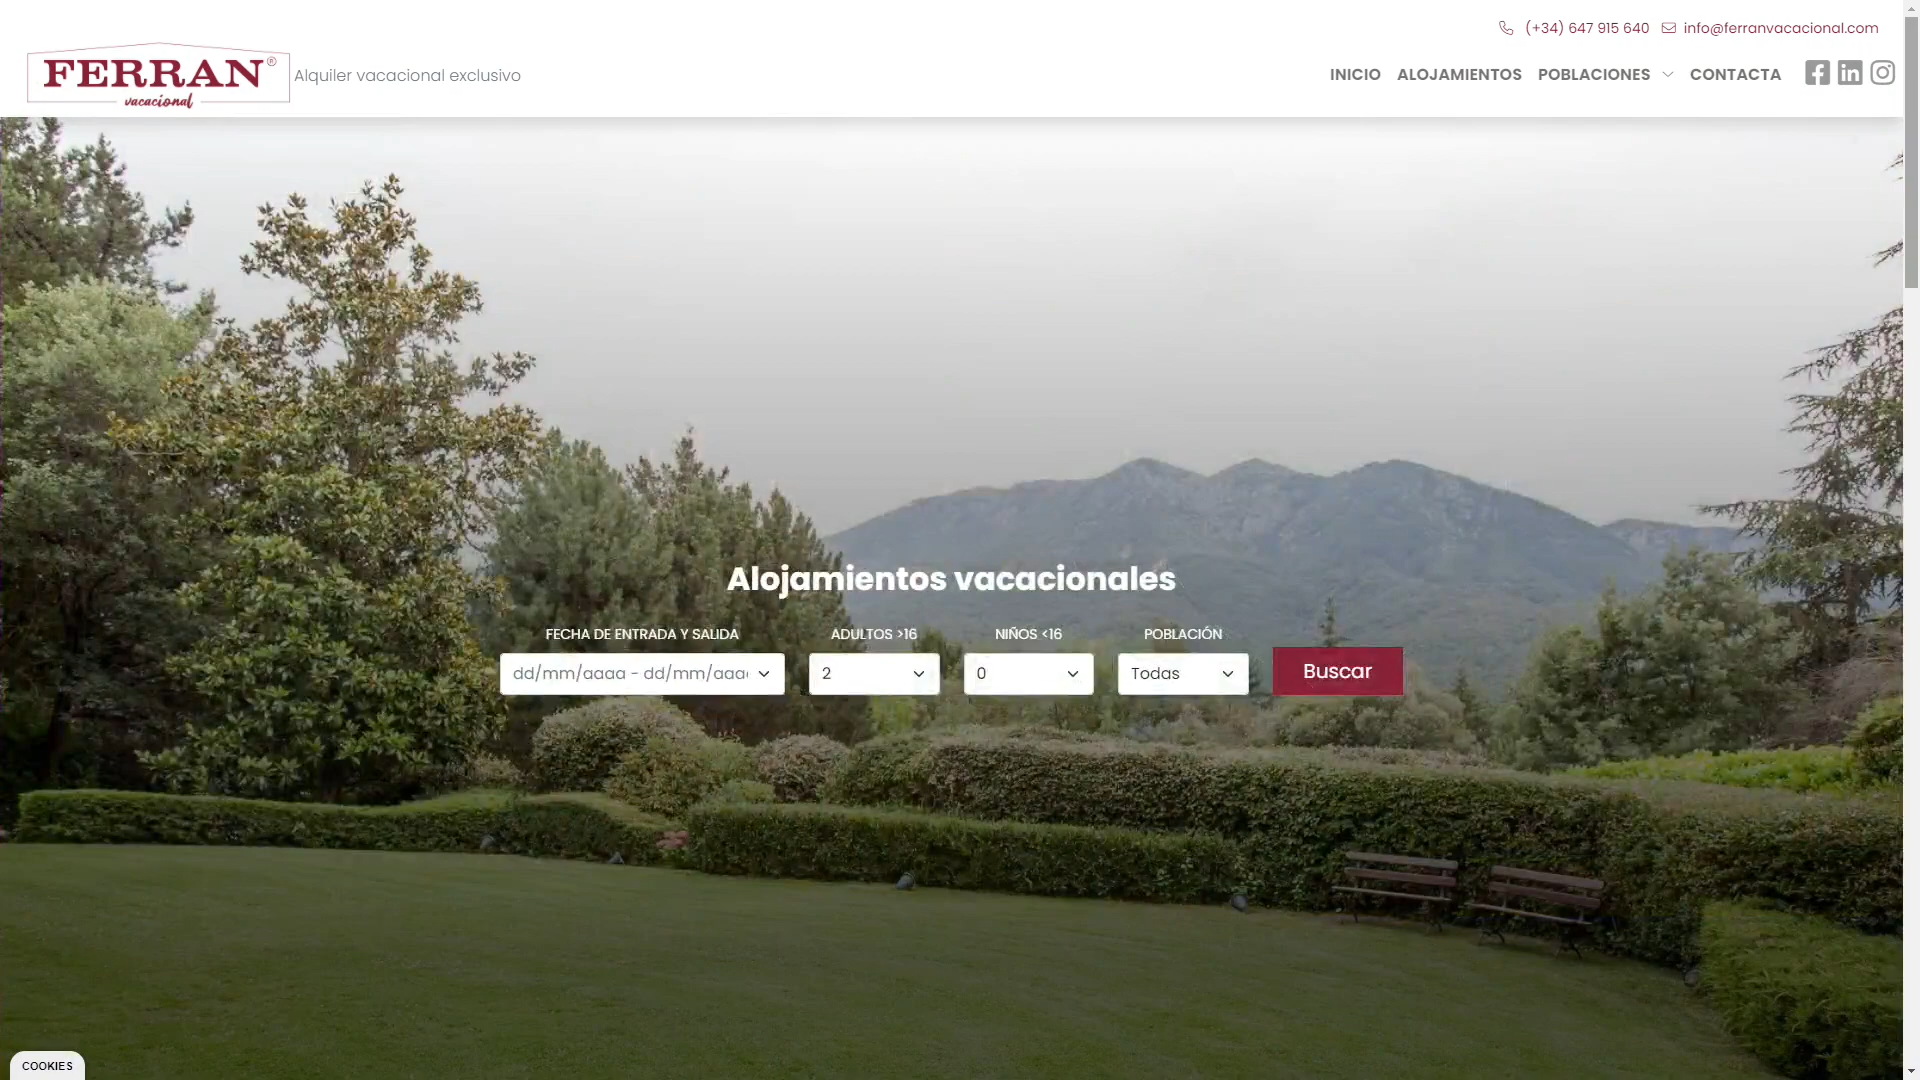 (+34) 647 915 640 info@ferranvacacional.com
FERRAN® vacacional
Alquiler vacacional exclusivo
INICIO ALOJAMIENTOS POBLACIONES CONTACTA
Alojamientos vacacionales
FECHA DE ENTRADA Y SALIDA ADULTOS >16 NIÑOS <16 POBLACIÓN
dd/mm/aaaa - dd/mm/aaa 2 0 Todas Buscar
COOKIES